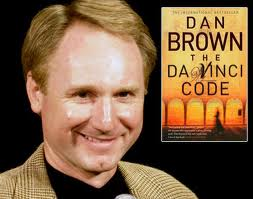 THE INTERNATIONAL BESTSELLER
DAN
BROWN
THE
DA VINCI
CODE